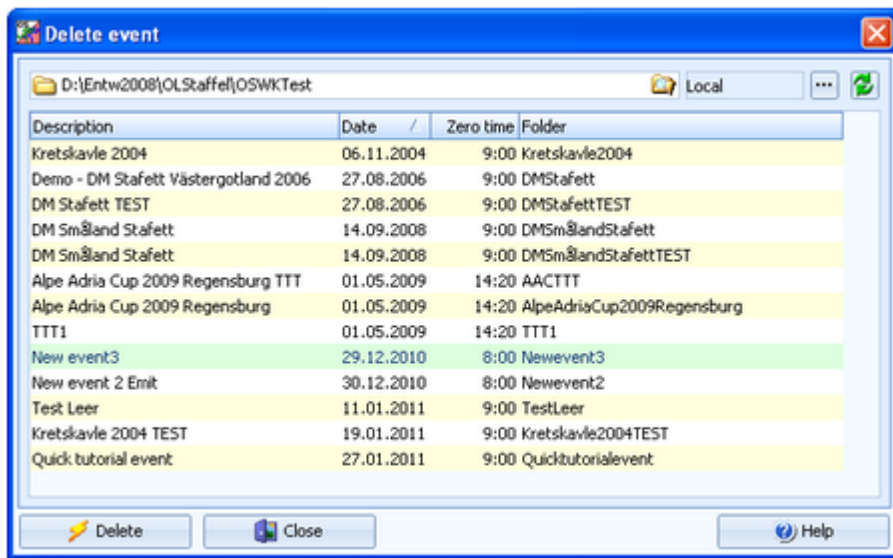 Delete event
D:\Entw2008\OLStaffel\OSWKTest Local ...
Description Date / Zero time Folder
Kretskavle 2004 06.11.2004 9:00 Kretskavle2004
Demo - DM Stafett Västergotland 2006 27.08.2006 9:00 DMStafett
DM Stafett TEST 27.08.2006 9:00 DMStafettTEST
DM Småland Stafett 14.09.2008 9:00 DMSmålandStafett
DM Småland Stafett 14.09.2008 9:00 DMSmålandStafettTEST
Alpe Adria Cup 2009 Regensburg TTT 01.05.2009 14:20 AACTTT
Alpe Adria Cup 2009 Regensburg 01.05.2009 14:20 AlpeAdriaCup2009Regensburg
TTT1 01.05.2009 14:20 TTT1
New event3 29.12.2010 8:00 Newevent3
New event 2 Emit 30.12.2010 8:00 Newevent2
Test Leer 11.01.2011 9:00 TestLeer
Kretskavle 2004 TEST 19.01.2011 9:00 Kretskavle2004TEST
Quick tutorial event 27.01.2011 9:00 Quicktutorialevent
Delete Close Help